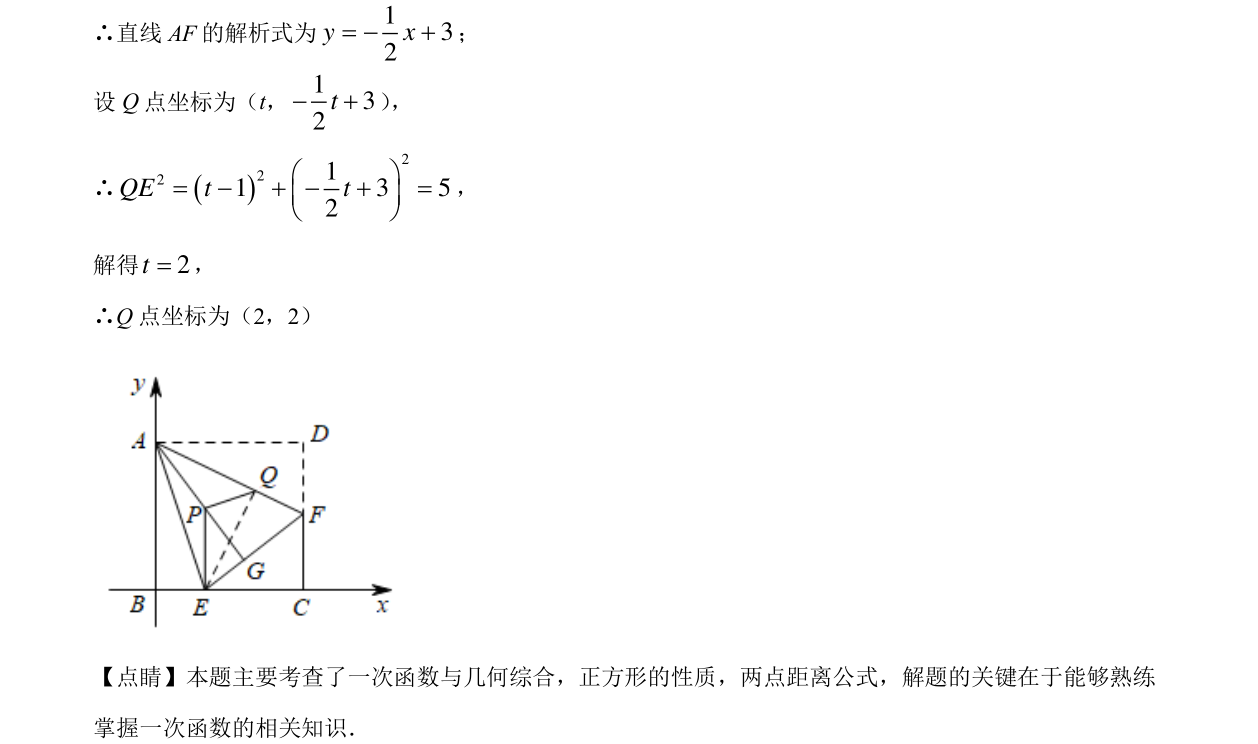 ∴直线 AF 的解析式为 y = −1/2 x + 3；
设 Q 点坐标为（t，−1/2 t + 3），
∴ QE² = (t − 1)² + (−1/2 t + 3)² = 5，
解得 t = 2，
∴Q 点坐标为（2，2）
y
A
D
Q
P
F
G
B
E
C
x
【点睛】本题主要考查了一次函数与几何综合，正方形的性质，两点距离公式，解题的关键在于能够熟练
掌握一次函数的相关知识．